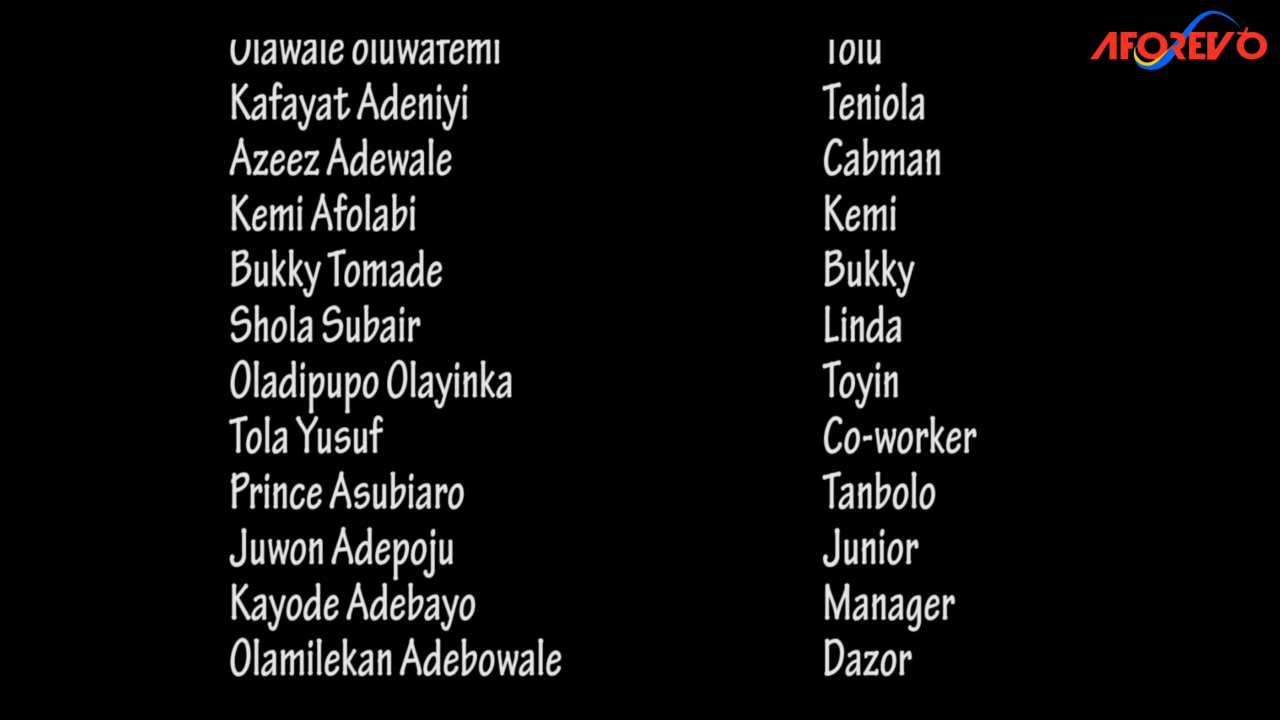 AFOREVO
Olawale oluwafemi Tolu
Kafayat Adeniyi Teniola
Azeez Adewale Cabman
Kemi Afolabi Kemi
Bukky Tomade Bukky
Shola Subair Linda
Oladipupo Olayinka Toyin
Tola Yusuf Co-worker
Prince Asubiaro Tanbolo
Juwon Adepoju Junior
Kayode Adebayo Manager
Olamilekan Adebowale Dazor